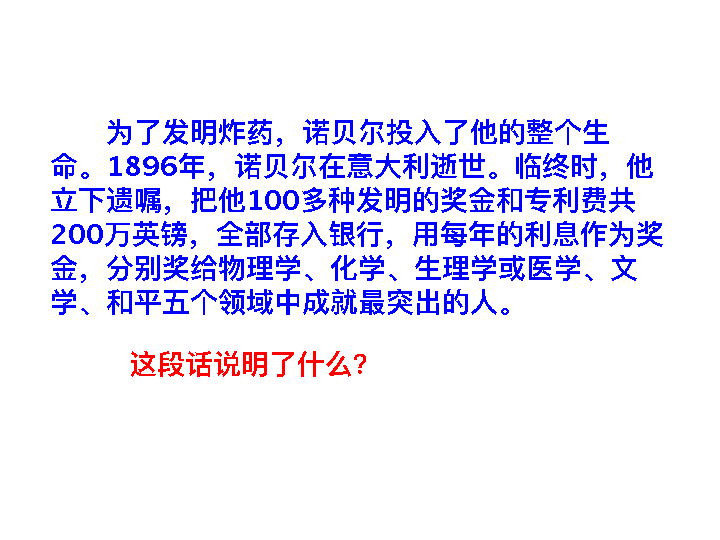 为了发明炸药，诺贝尔投入了他的整个生
命。1896年，诺贝尔在意大利逝世。临终时，他
立下遗嘱，把他100多种发明的奖金和专利费共
200万英镑，全部存入银行，用每年的利息作为奖
金，分别奖给物理学、化学、生理学或医学、文
学、和平五个领域中成就最突出的人。
这段话说明了什么？